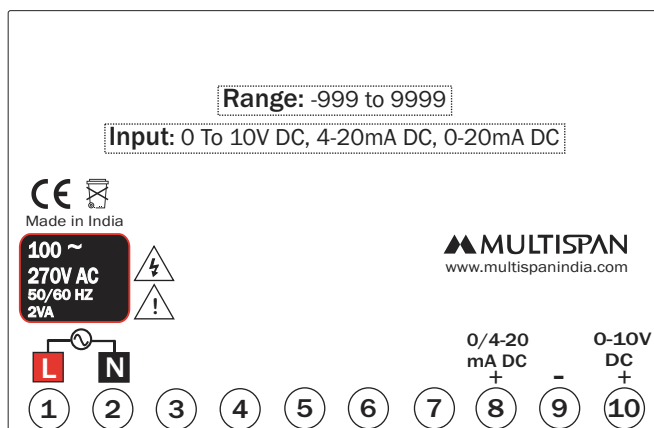 Range: -999 to 9999
Input: 0 To 10V DC, 4-20mA DC, 0-20mA DC
CE
Made in India
100 ~
270V AC
50/60 HZ
2VA
!
MULTISPAN
www.multispanindia.com
L N
0/4-20
mA DC
+
-
0-10V
DC
+
1 2 3 4 5 6 7 8 9 10